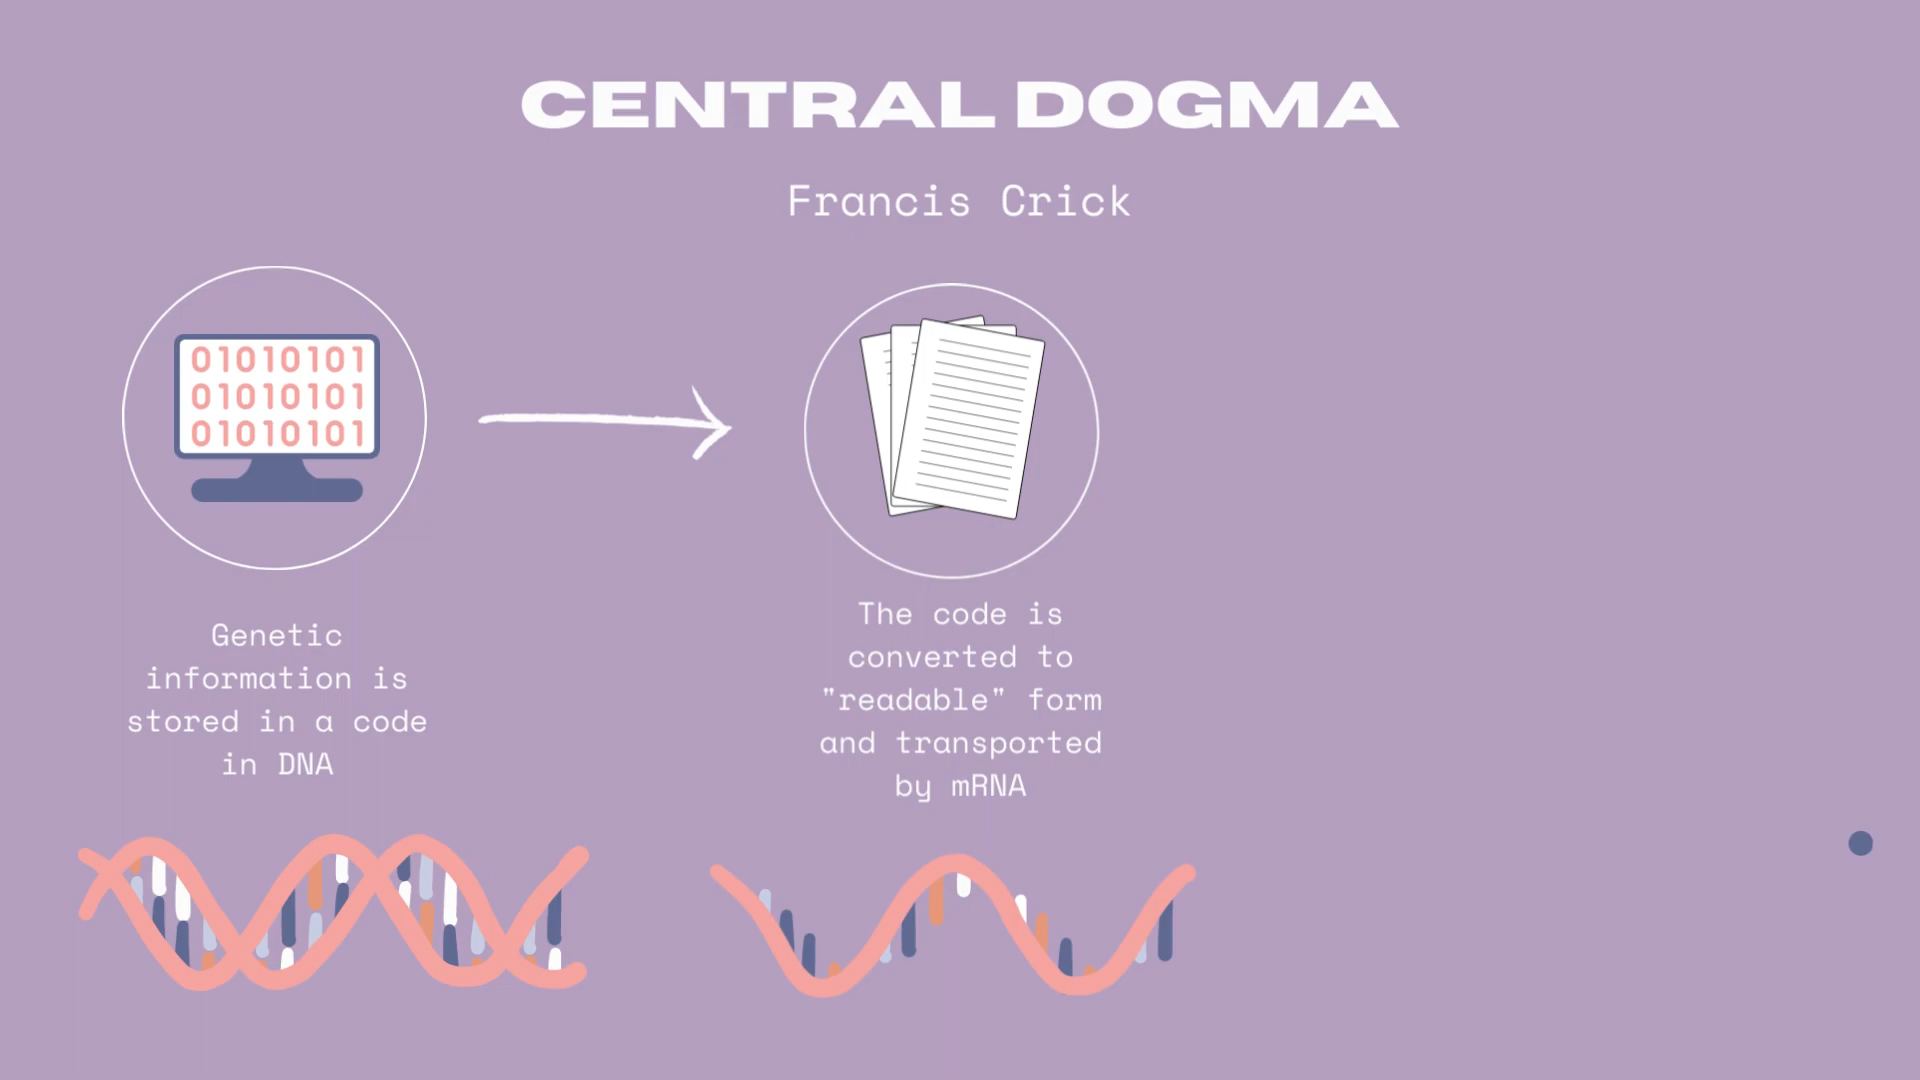 CENTRAL DOGMA
Francis Crick
01010101
01010101
01010101
Genetic
information is
stored in a code
in DNA
The code is
converted to
"readable" form
and transported
by mRNA